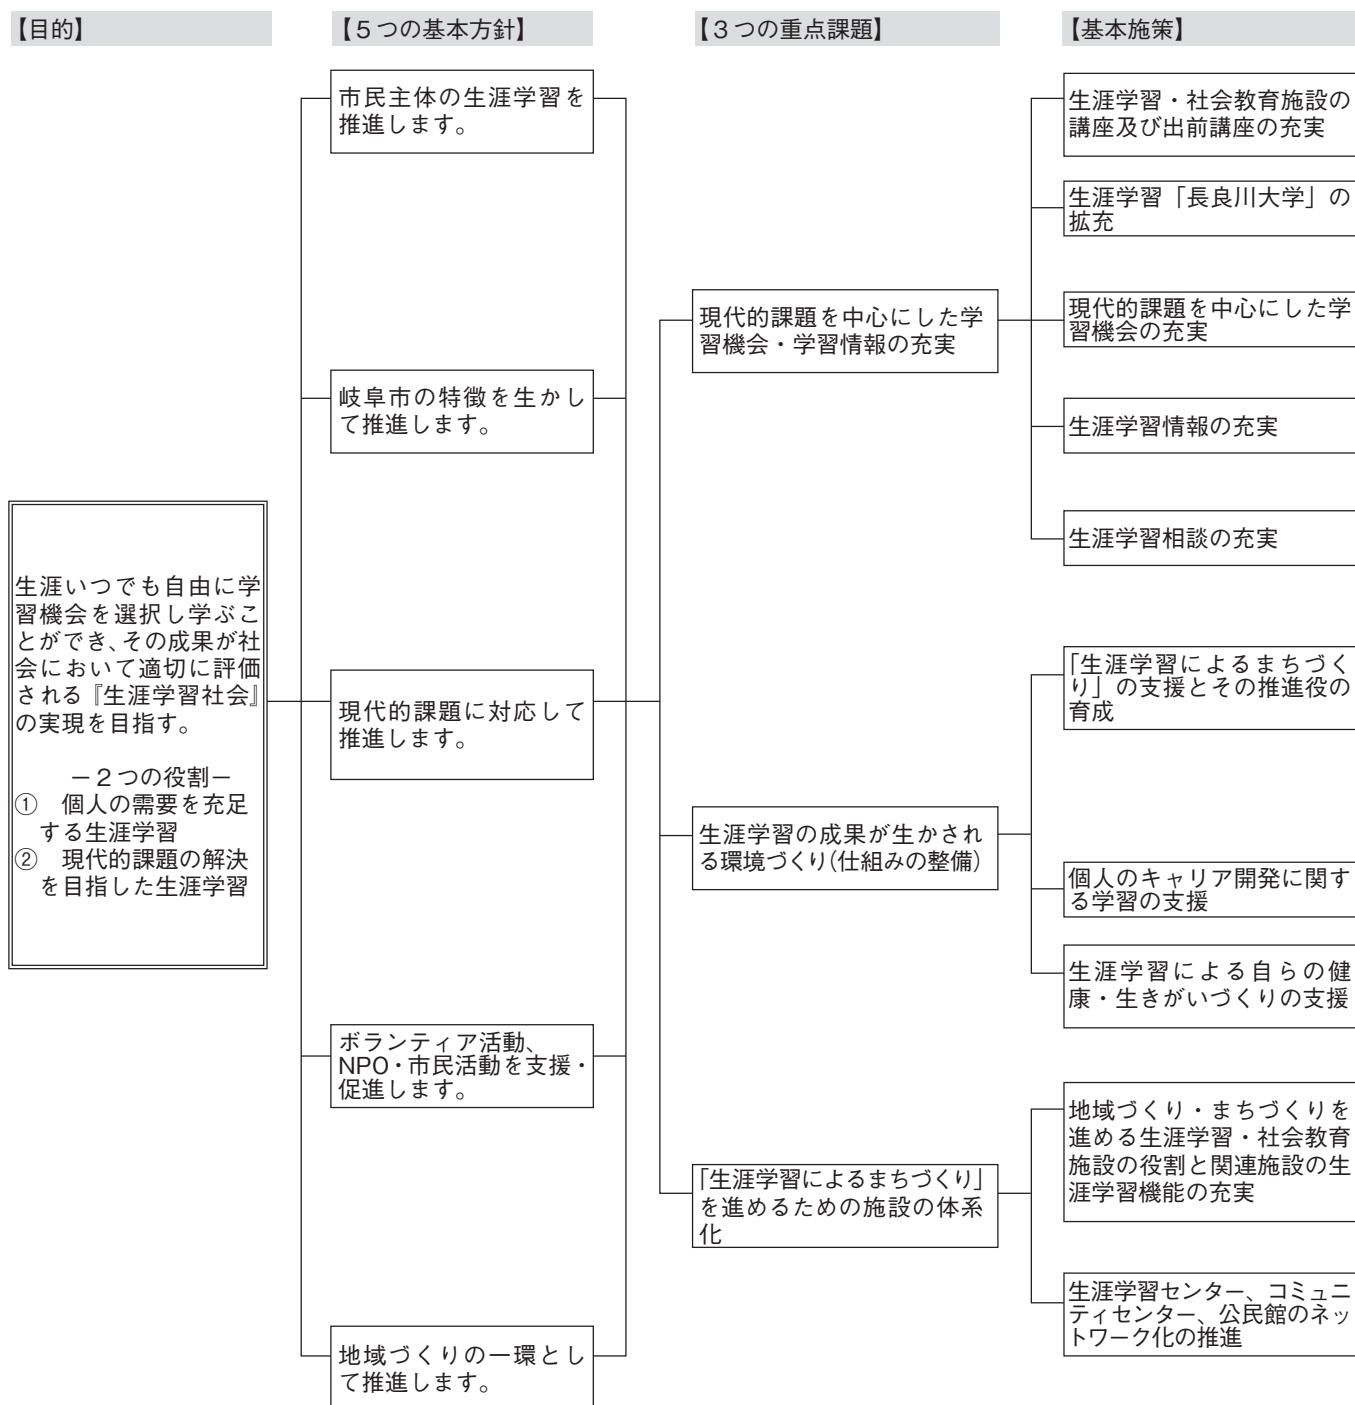 【目的】
【5つの基本方針】
【3つの重点課題】
【基本施策】
生涯いつでも自由に学
習機会を選択し学ぶこ
とができ、その成果が社
会において適切に評価
される『生涯学習社会』
の実現を目指す。
－2つの役割－
①　個人の需要を充足
する生涯学習
②　現代的課題の解決
を目指した生涯学習
市民主体の生涯学習を
推進します。
岐阜市の特徴を生かし
て推進します。
現代的課題に対応して
推進します。
ボランティア活動、
NPO・市民活動を支援・
促進します。
地域づくりの一環とし
て推進します。
現代的課題を中心にした学
習機会・学習情報の充実
生涯学習の成果が生かされ
る環境づくり(仕組みの整備)
「生涯学習によるまちづくり」
を進めるための施設の体系
化
生涯学習・社会教育施設の
講座及び出前講座の充実
生涯学習「長良川大学」の
拡充
現代的課題を中心にした学
習機会の充実
生涯学習情報の充実
生涯学習相談の充実
「生涯学習によるまちづく
り」の支援とその推進役の
育成
個人のキャリア開発に関す
る学習の支援
生涯学習による自らの健
康・生きがいづくりの支援
地域づくり・まちづくりを
進める生涯学習・社会教育
施設の役割と関連施設の生
涯学習機能の充実
生涯学習センター、コミュニ
ティセンター、公民館のネッ
トワーク化の推進